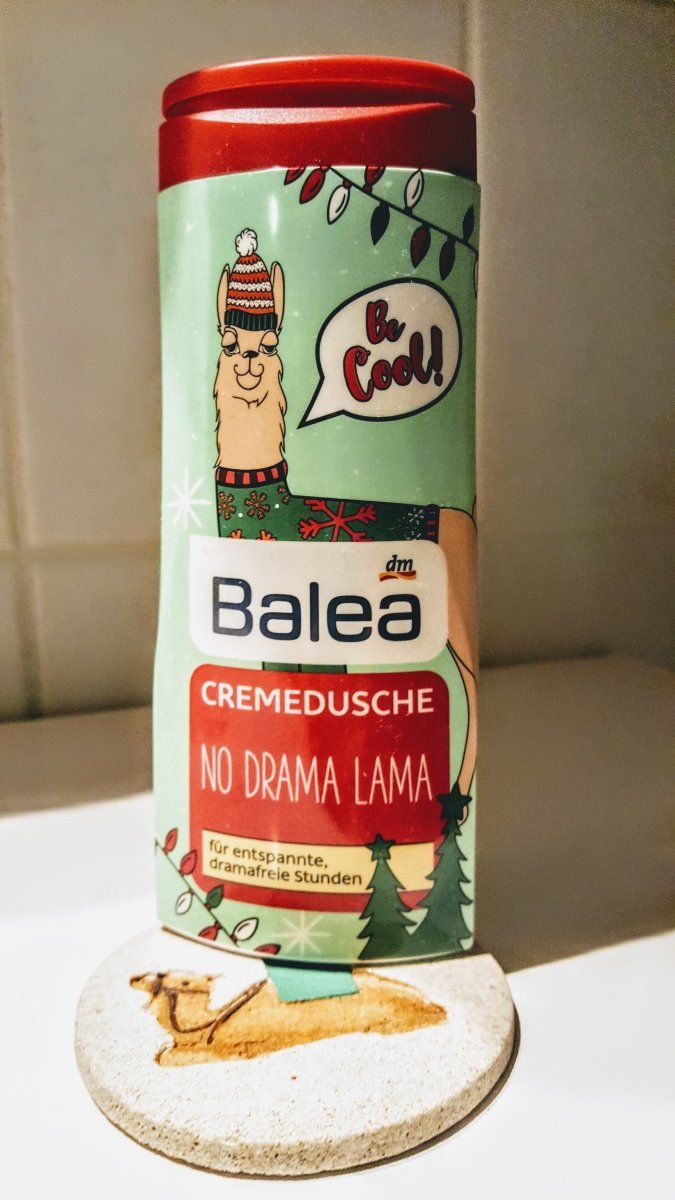 Be
Cool!
dm
Balea
CREMEDUSCHE
NO DRAMA LAMA
für entspannte,
dramafreie Stunden